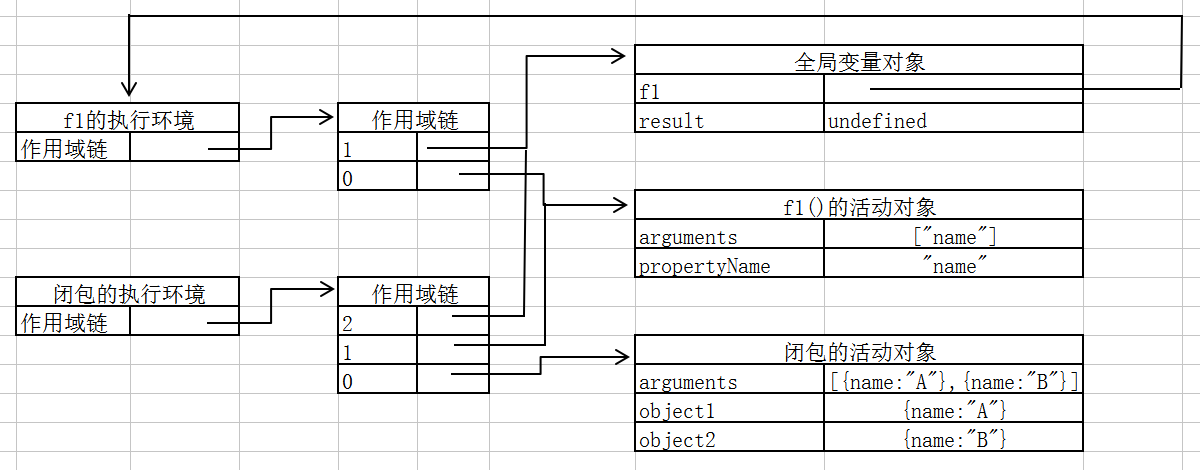 全局变量对象
f1
result undefined
f1的执行环境
作用域链
作用域链
1
0
f1()的活动对象
arguments ["name"]
propertyName "name"
闭包的执行环境
作用域链
作用域链
2
1
0
闭包的活动对象
arguments [{name:"A"},{name:"B"}]
object1 {name:"A"}
object2 {name:"B"}